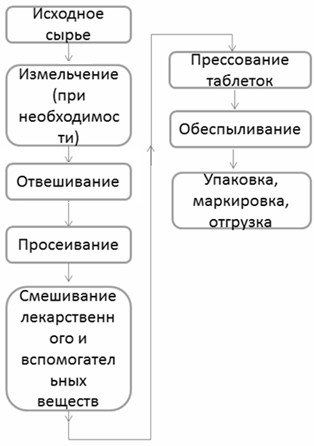 Исходное
сырье
Измельчение
(при
необходимос
ти)
Отвешивание
Просеивание
Смешивание
лекарственн
ого и
вспомогател
ьных
веществ
Прессование
таблеток
Обеспыливание
Упаковка,
маркировка,
отгрузка